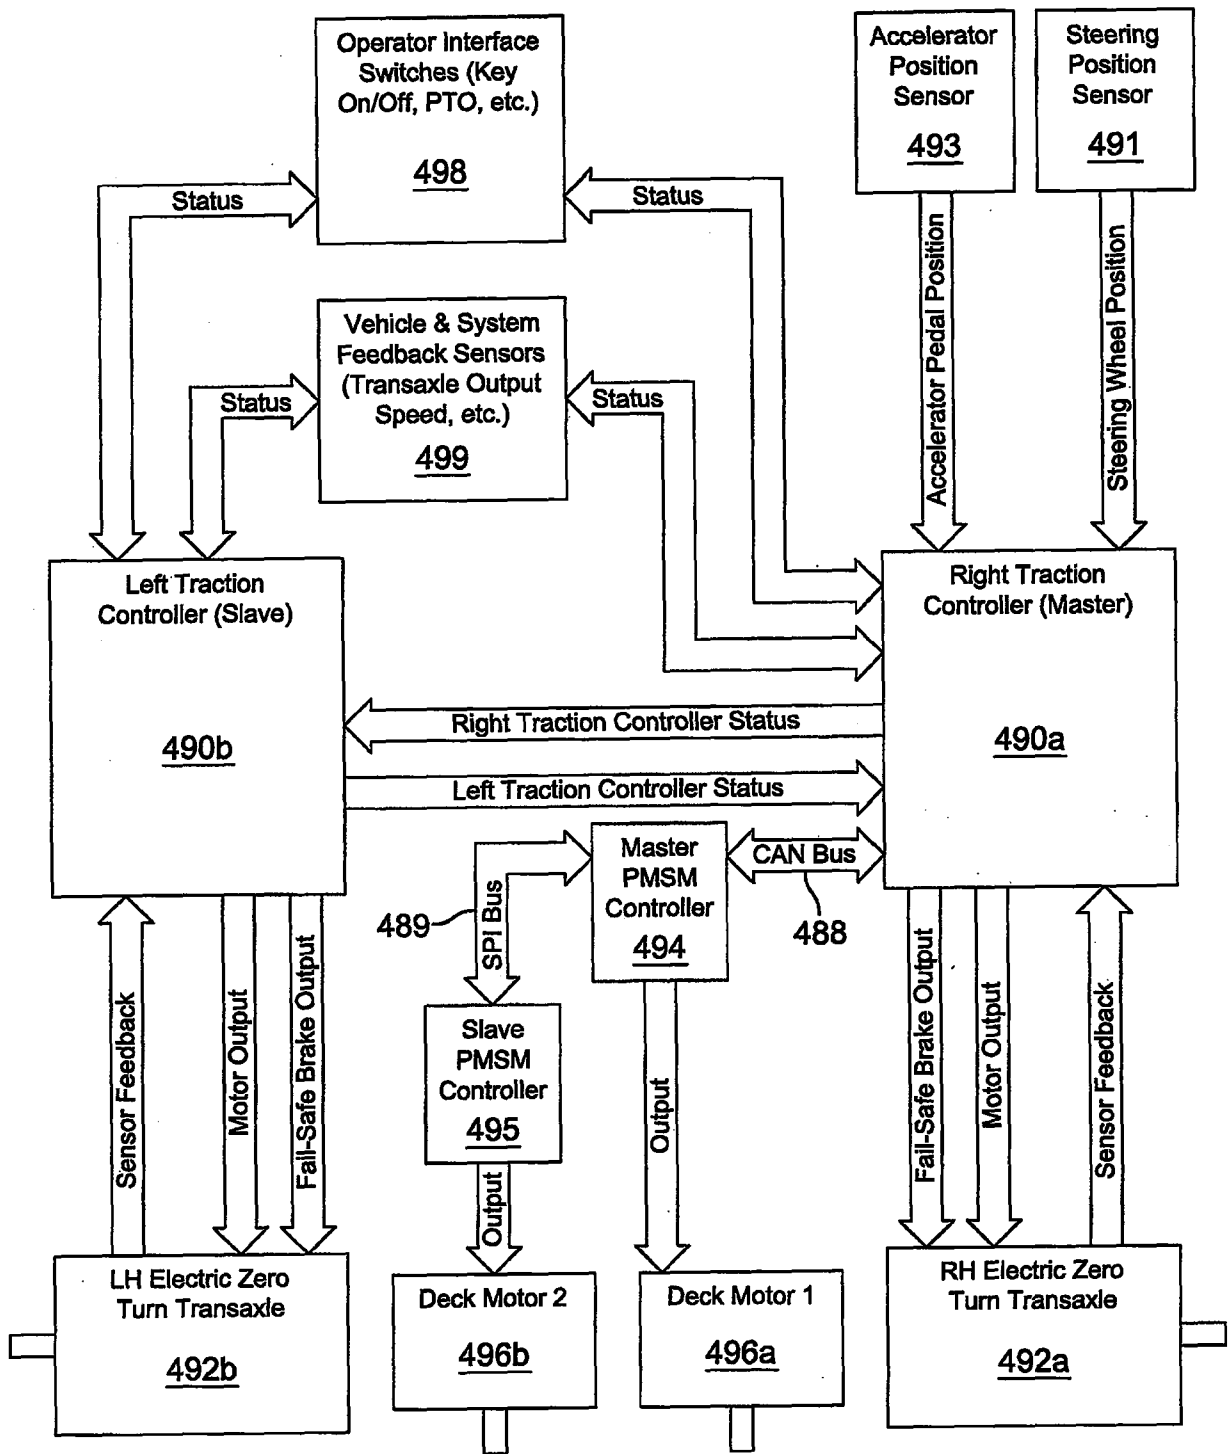 Operator Interface
Switches (Key
On/Off, PTO, etc.)
498
Accelerator
Position
Sensor
493
Steering
Position
Sensor
491
Status
Status
Vehicle & System
Feedback Sensors
(Transaxle Output
Speed, etc.)
499
Status
Status
Accelerator Pedal Position
Steering Wheel Position
Left Traction
Controller (Slave)
490b
Right Traction
Controller (Master)
490a
Right Traction Controller Status
Left Traction Controller Status
Master
PMSM
Controller
494
CAN Bus
488
489
SPI Bus
Slave
PMSM
Controller
495
Sensor Feedback
Motor Output
Fail-Safe Brake Output
Output
Output
Fail-Safe Brake Output
Motor Output
Sensor Feedback
LH Electric Zero
Turn Transaxle
492b
Deck Motor 2
496b
Deck Motor 1
496a
RH Electric Zero
Turn Transaxle
492a